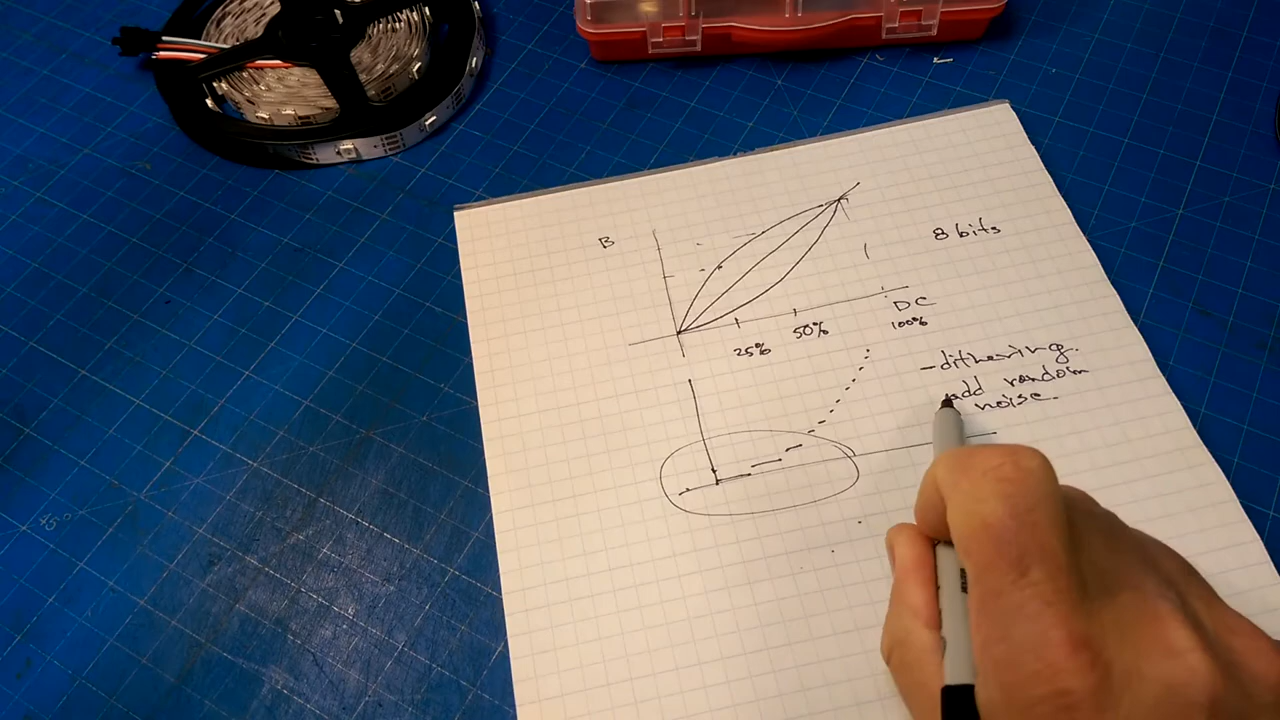 B
8 bits
DC
25%
50%
100%
- dithering.
add random
noise.